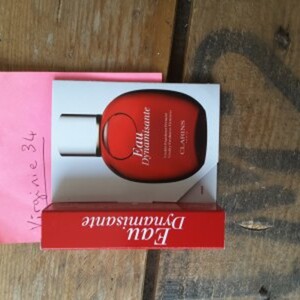 Virginie 34
Eau
Dynamisante
CLARINS
Eau
Dynamisante